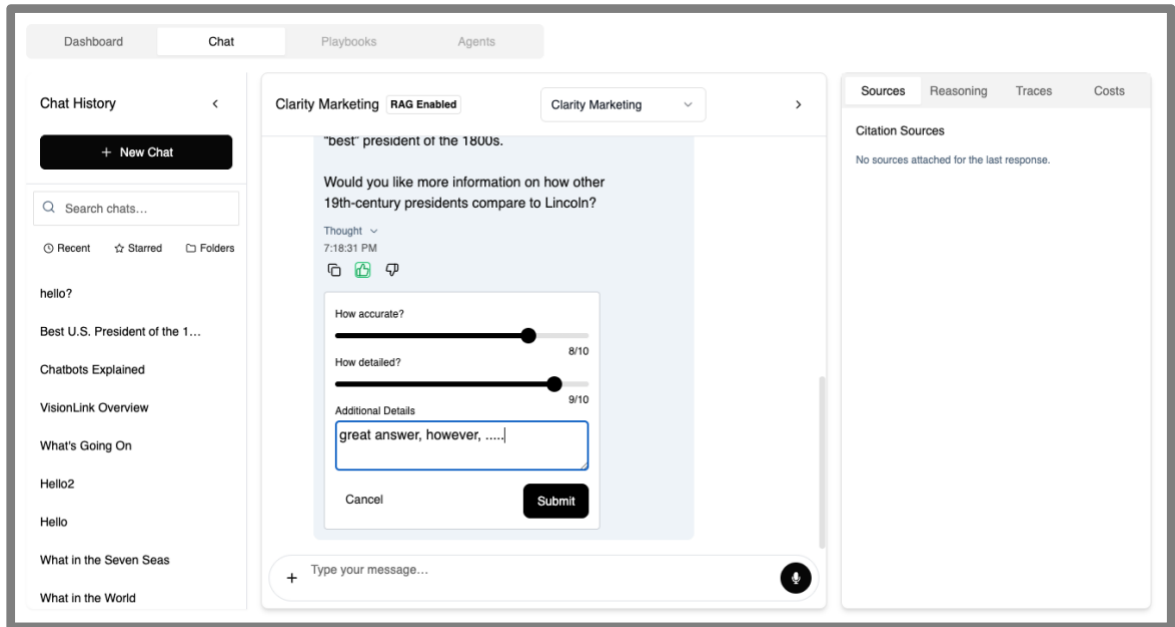 Dashboard
Chat
Playbooks
Agents
Chat History
+ New Chat
Search chats...
Recent
Starred
Folders
hello?
Best U.S. President of the 1...
Chatbots Explained
VisionLink Overview
What's Going On
Hello2
Hello
What in the Seven Seas
What in the World
Clarity Marketing
RAG Enabled
Clarity Marketing
"best" president of the 1800s.
Would you like more information on how other
19th-century presidents compare to Lincoln?
Thought
7:18:31 PM
How accurate?
8/10
How detailed?
9/10
Additional Details
great answer, however, .....
Cancel
Submit
Type your message...
Sources
Reasoning
Traces
Costs
Citation Sources
No sources attached for the last response.